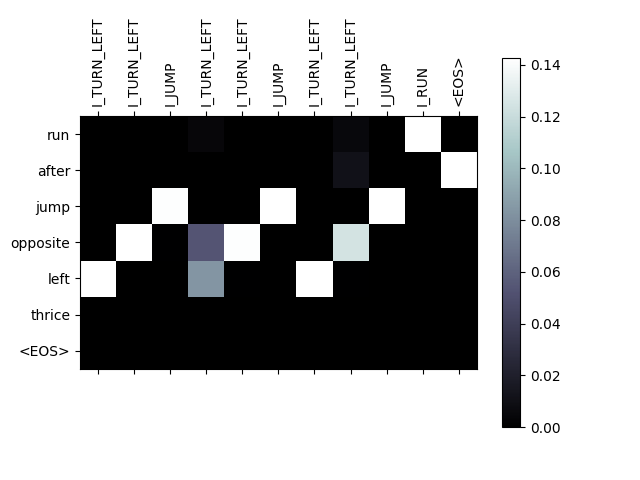 I_TURN_LEFT
I_TURN_LEFT
I_JUMP
I_TURN_LEFT
I_TURN_LEFT
I_JUMP
I_TURN_LEFT
I_TURN_LEFT
I_JUMP
I_RUN
<EOS>
run
after
jump
opposite
left
thrice
<EOS>
0.14
0.12
0.10
0.08
0.06
0.04
0.02
0.00